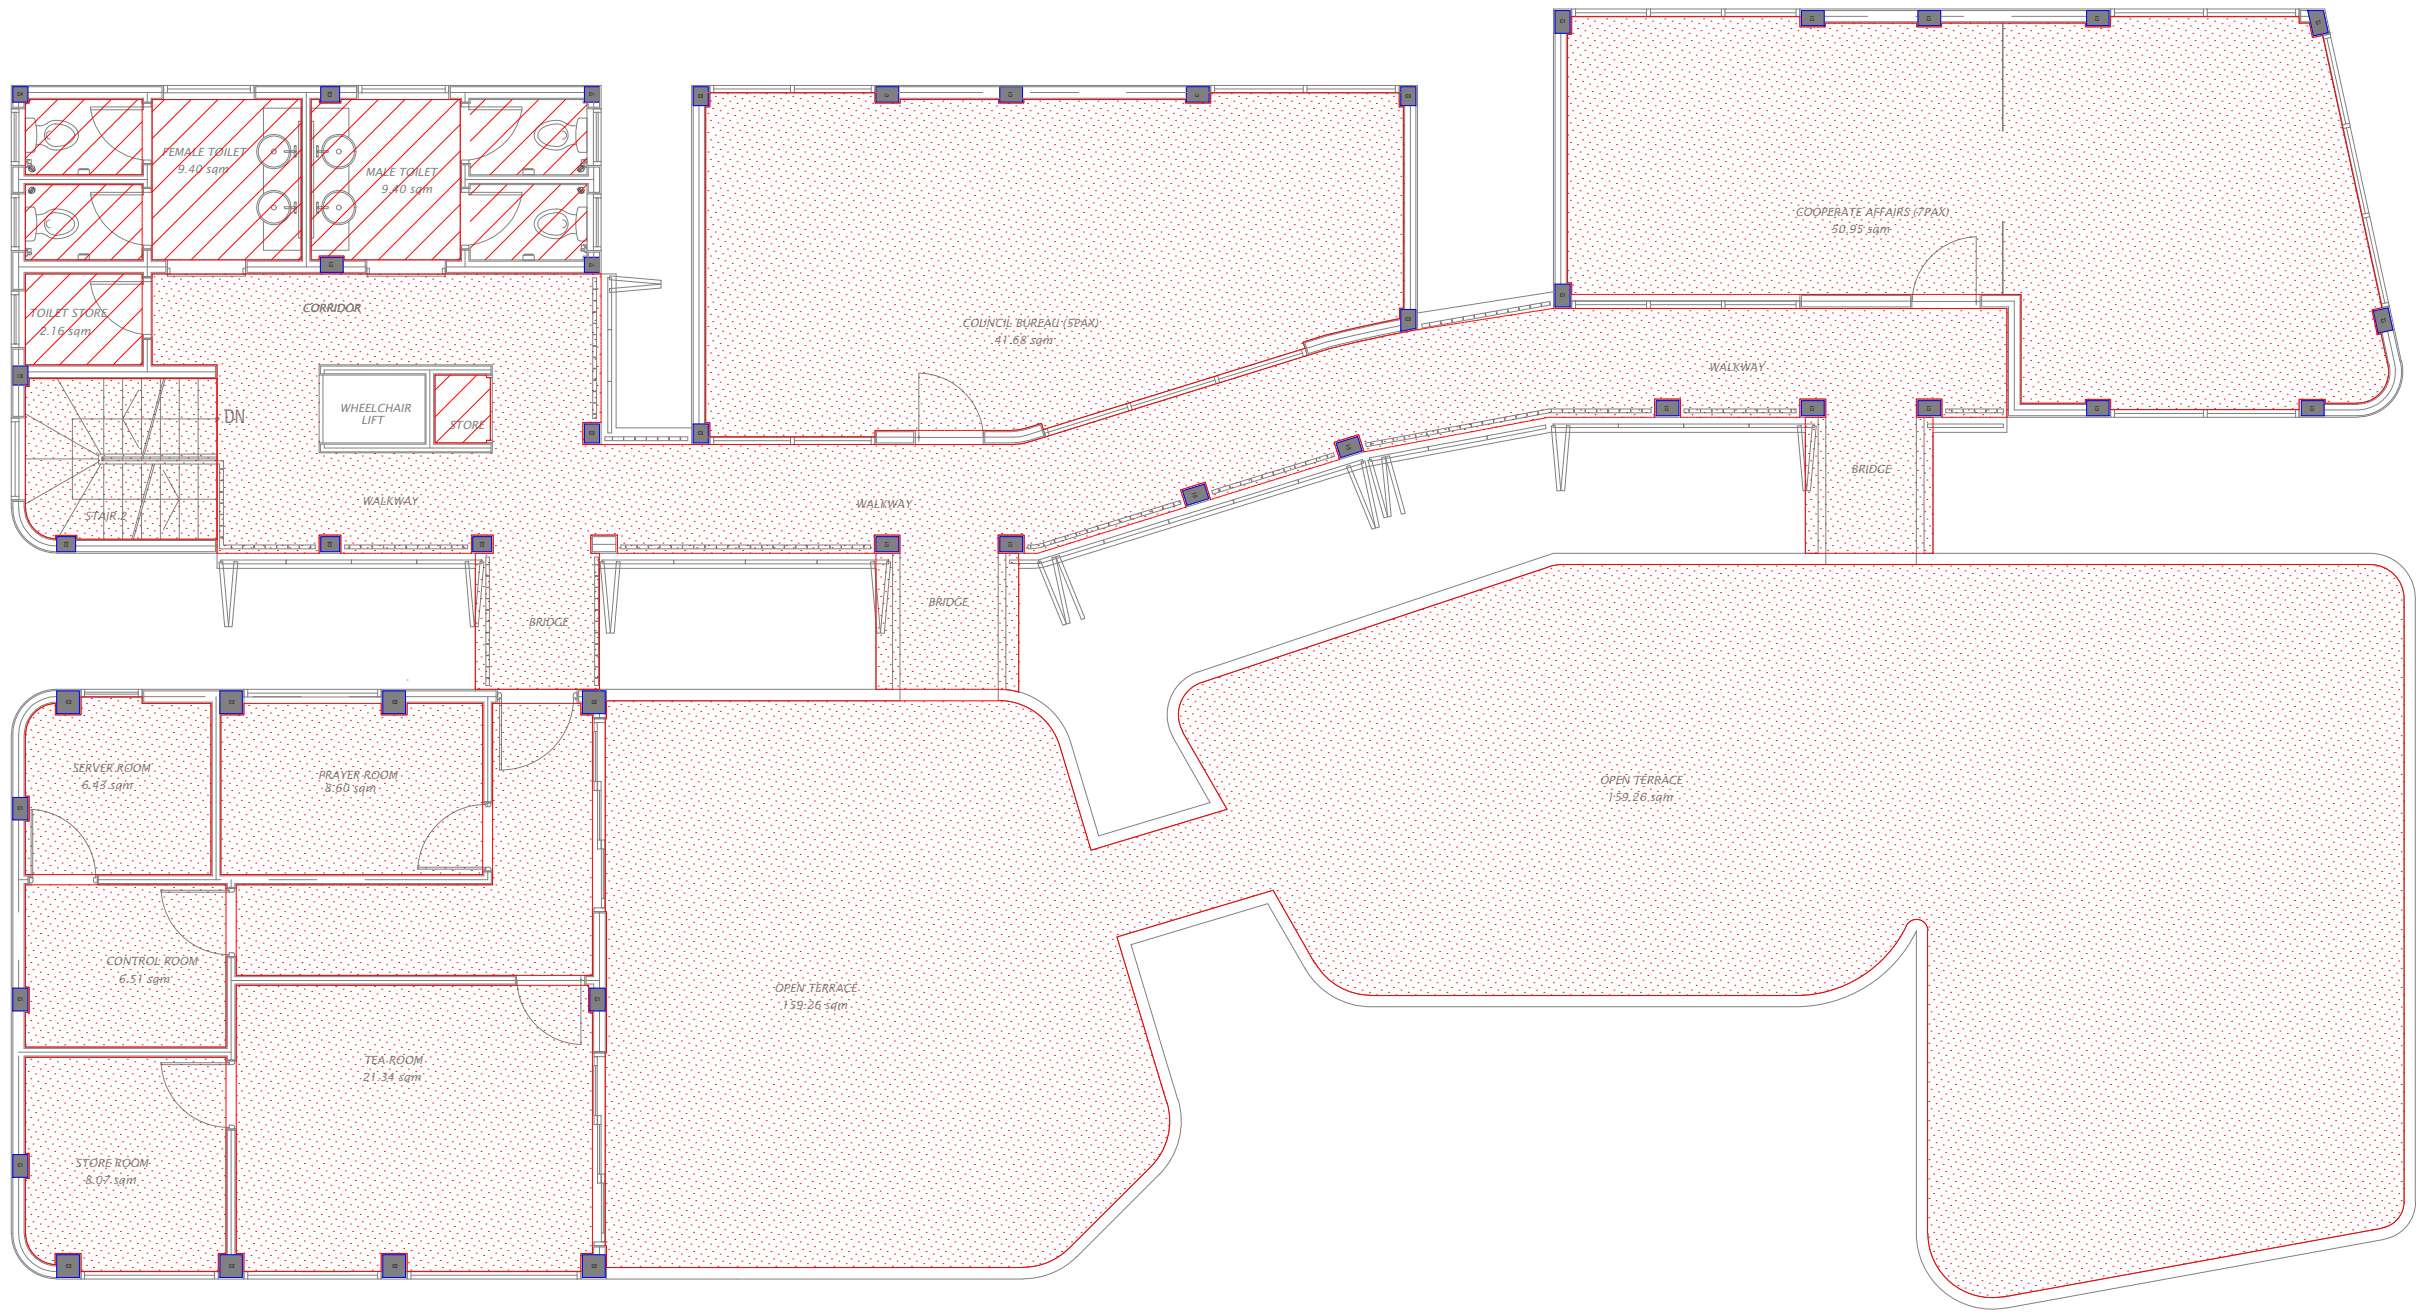 FEMALE TOILET
9.40 sqm
MALE TOILET
9.40 sqm
COOPERATE AFFAIRS (7PAX)
50.95 sqm
TOILET STORE
2.16 sqm
CORRIDOR
COUNCIL BUREAU (5PAX)
41.68 sqm
WALKWAY
WHEELCHAIR
LIFT
STORE
DN
STAIR 2
WALKWAY
WALKWAY
BRIDGE
BRIDGE
BRIDGE
SERVER ROOM
6.43 sqm
PRAYER ROOM
8.60 sqm
OPEN TERRACE
159.26 sqm
CONTROL ROOM
6.51 sqm
OPEN TERRACE
159.26 sqm
TEA ROOM
21.34 sqm
STORE ROOM
8.07 sqm